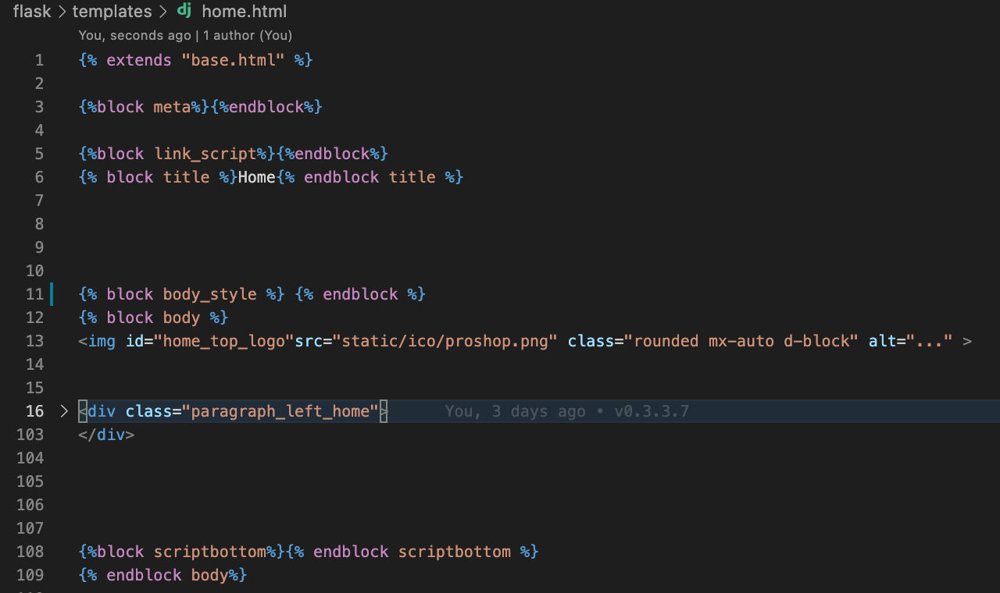 flask > templates > dj home.html
You, seconds ago | 1 author (You)
1 {% extends "base.html" %}
2
3 {%block meta%}{%endblock%}
4
5 {%block link_script%}{%endblock%}
6 {% block title %}Home{% endblock title %}
7
8
9
10
11 {% block body_style %} {% endblock %}
12 {% block body %}
13 <img id="home_top_logo"src="static/ico/proshop.png" class="rounded mx-auto d-block" alt="..." >
14
15
16 > <div class="paragraph_left_home"> You, 3 days ago • v0.3.3.7
103 </div>
104
105
106
107
108 {%block scriptbottom%}{% endblock scriptbottom %}
109 {% endblock body%}